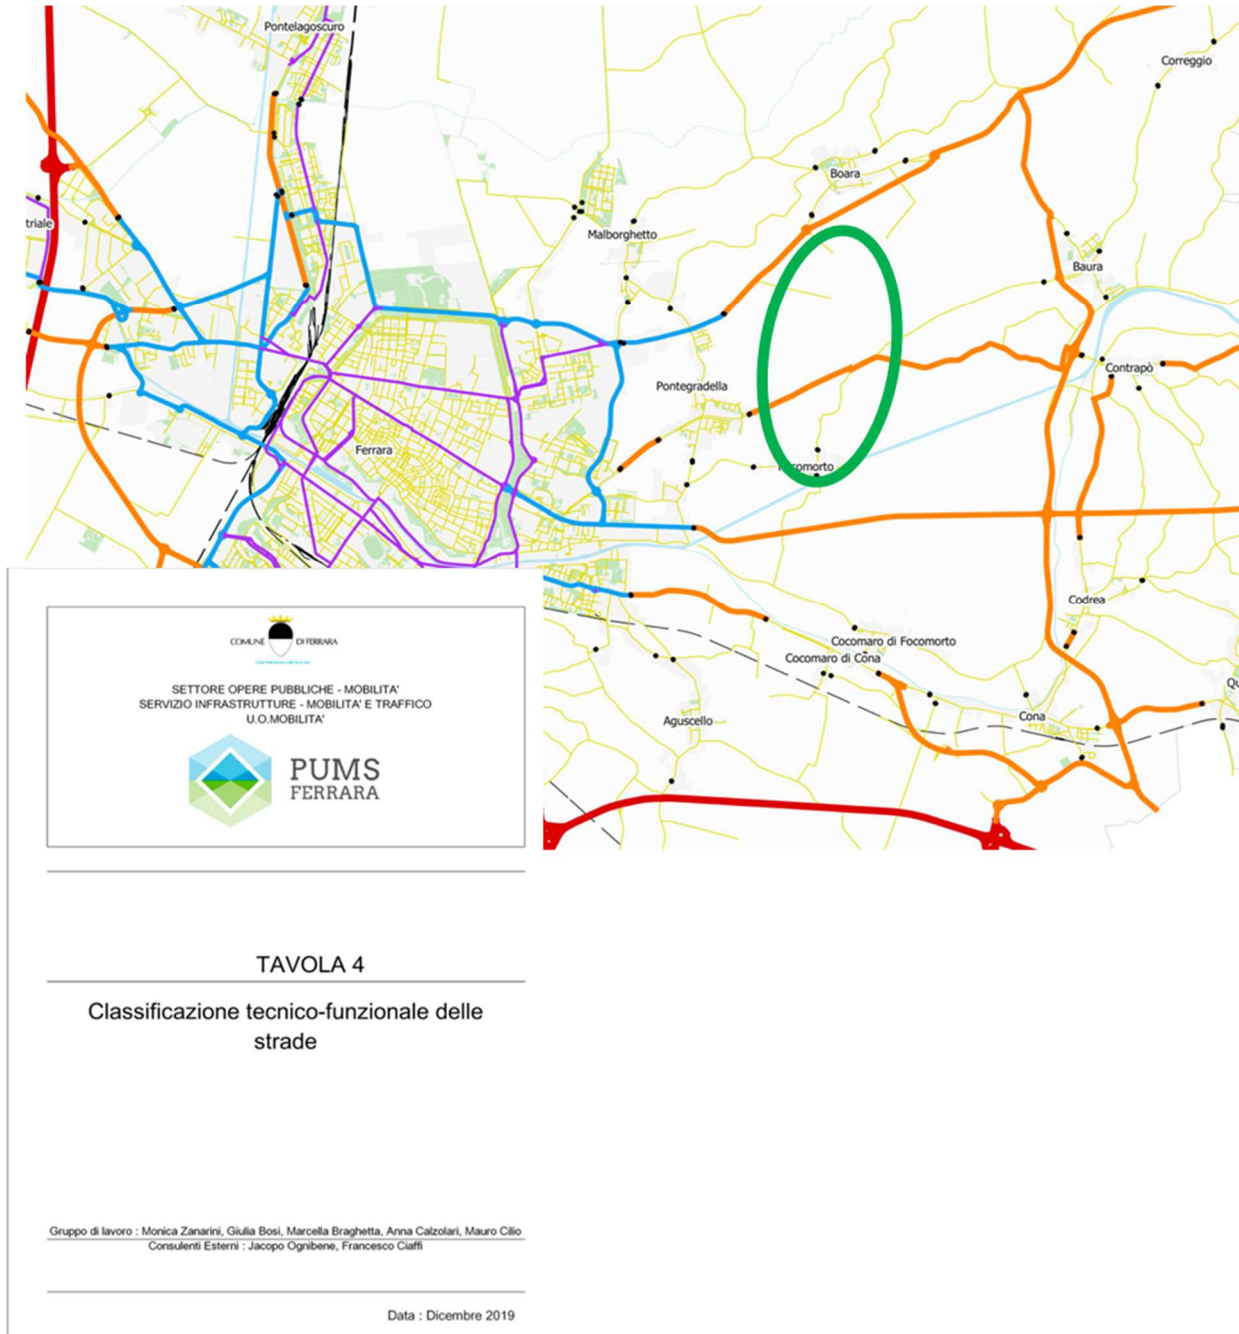 Pontelagoscuro
Correggio
Boara
triale
Malborghetto
Baura
Contrapò
Pontegradella
Ferrara
comorto
Codrea
Cocomaro di Focomorto
Cocomaro di Cona
Qu
Aguscello
Cona
COMUNE DI FERRARA
SETTORE OPERE PUBBLICHE - MOBILITA'
SERVIZIO INFRASTRUTTURE - MOBILITA' E TRAFFICO
U.O.MOBILITA'
PUMS
FERRARA
TAVOLA 4
Classificazione tecnico-funzionale delle
strade
Gruppo di lavoro : Monica Zanarini, Giulia Bosi, Marcella Braghetta, Anna Calzolari, Mauro Cilio
Consulenti Esterni : Jacopo Ognibene, Francesco Ciaffi
Data : Dicembre 2019